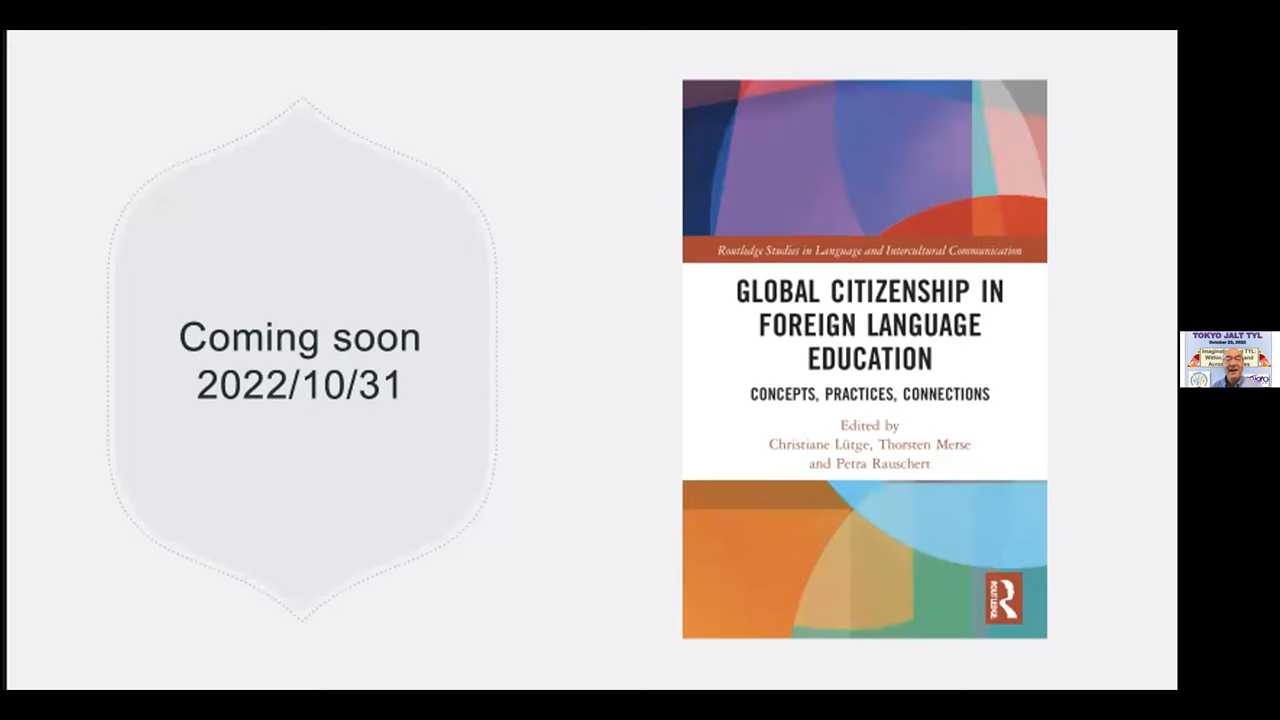 Coming soon
2022/10/31
Routledge Studies in Language and Intercultural Communication
GLOBAL CITIZENSHIP IN
FOREIGN LANGUAGE
EDUCATION
CONCEPTS, PRACTICES, CONNECTIONS
Edited by
Christiane Lütge, Thorsten Merse
and Petra Rauschert
ROUTLEDGE
TOKYO JALT TYL